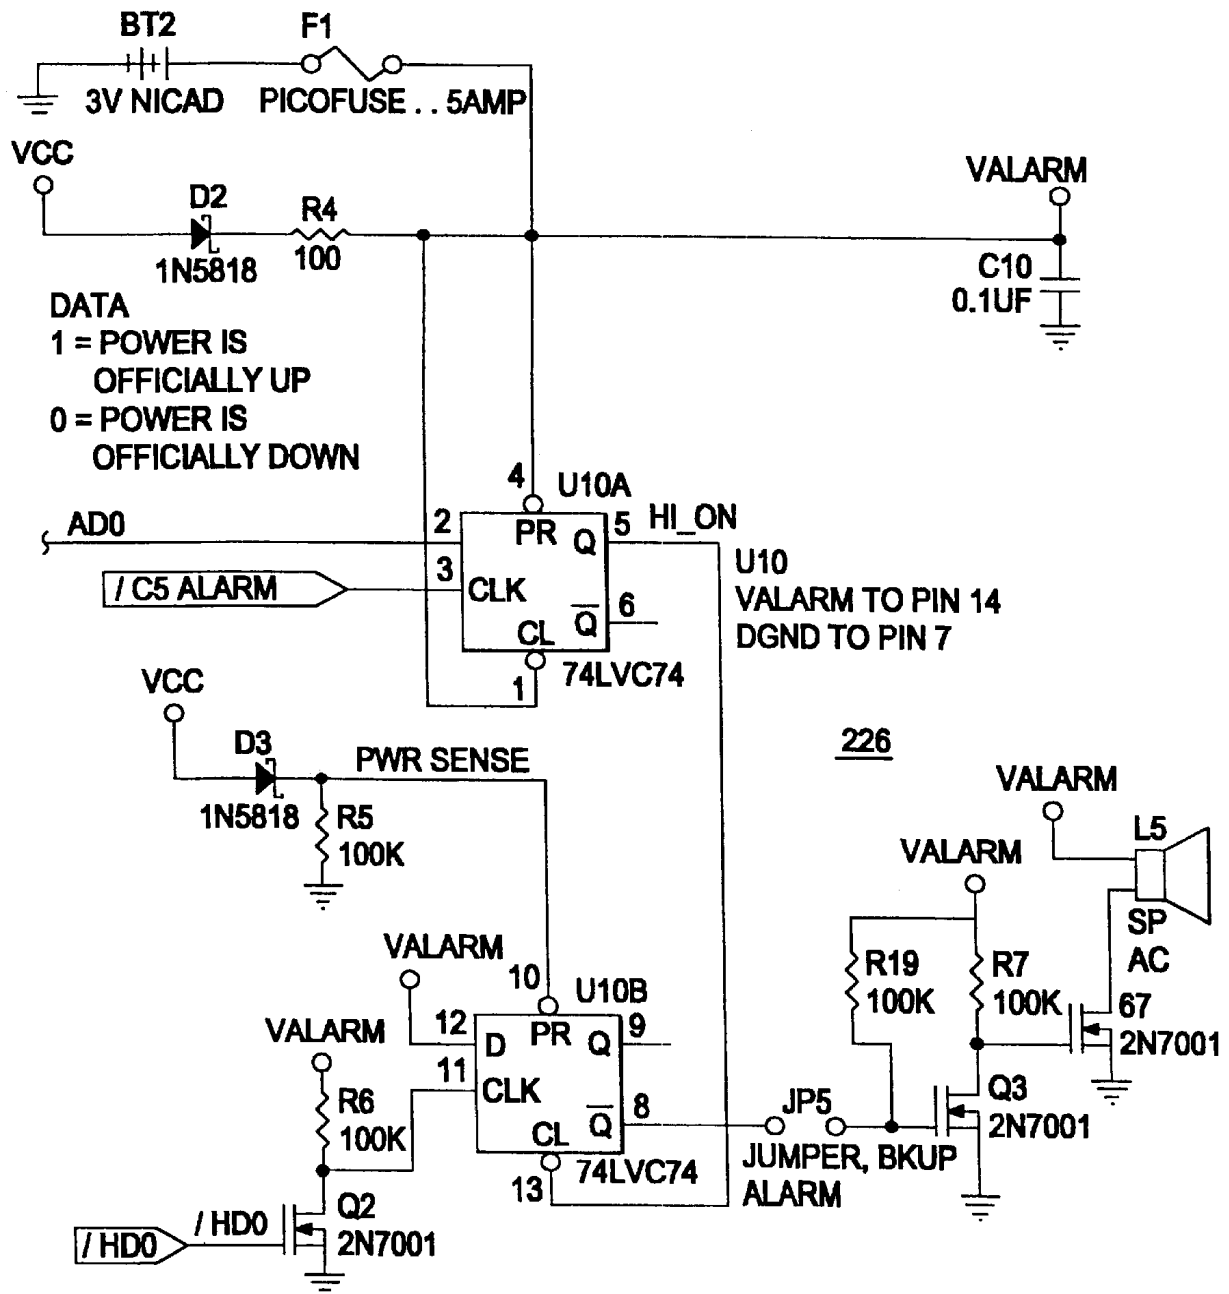 BT2
F1
3V NICAD
PICOFUSE . . 5AMP
VCC
VALARM
D2
R4
1N5818
100
C10
0.1UF
DATA
1 = POWER IS
OFFICIALLY UP
0 = POWER IS
OFFICIALLY DOWN
4
U10A
AD0
2
PR
Q
5
HI_ON
/ C5 ALARM
3
CLK
U10
VALARM TO PIN 14
DGND TO PIN 7
CL
Q
6
1
74LVC74
VCC
D3
PWR SENSE
226
1N5818
R5
100K
VALARM
L5
VALARM
SP
AC
VALARM
10
U10B
R19
100K
R7
100K
67
2N7001
VALARM
12
D
PR
Q
9
11
CLK
R6
100K
CL
Q
8
JP5
Q3
2N7001
13
74LVC74
JUMPER, BKUP
ALARM
/ HD0
/ HD0
Q2
2N7001